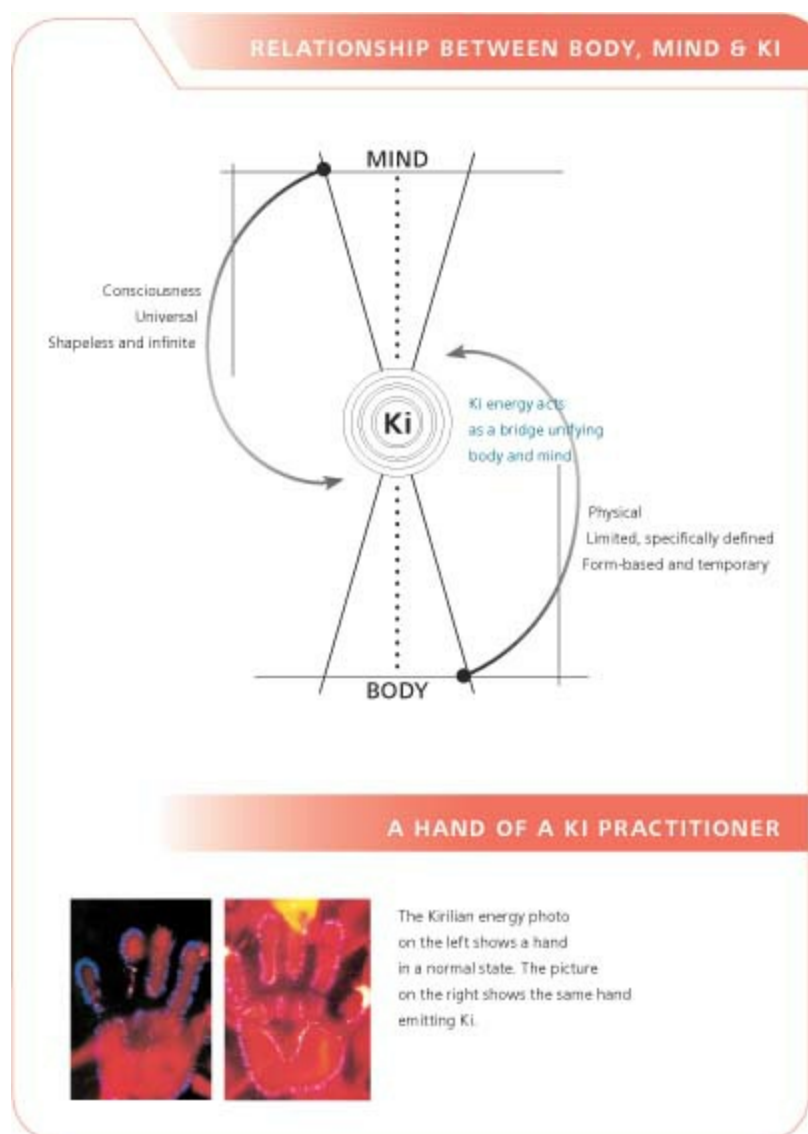 RELATIONSHIP BETWEEN BODY, MIND & KI
MIND
Consciousness
Universal
Shapeless and infinite
Ki
Ki energy acts
as a bridge unifying
body and mind
Physical
Limited, specifically defined
Form-based and temporary
BODY
A HAND OF A KI PRACTITIONER
The Kirilian energy photo
on the left shows a hand
in a normal state. The picture
on the right shows the same hand
emitting Ki.